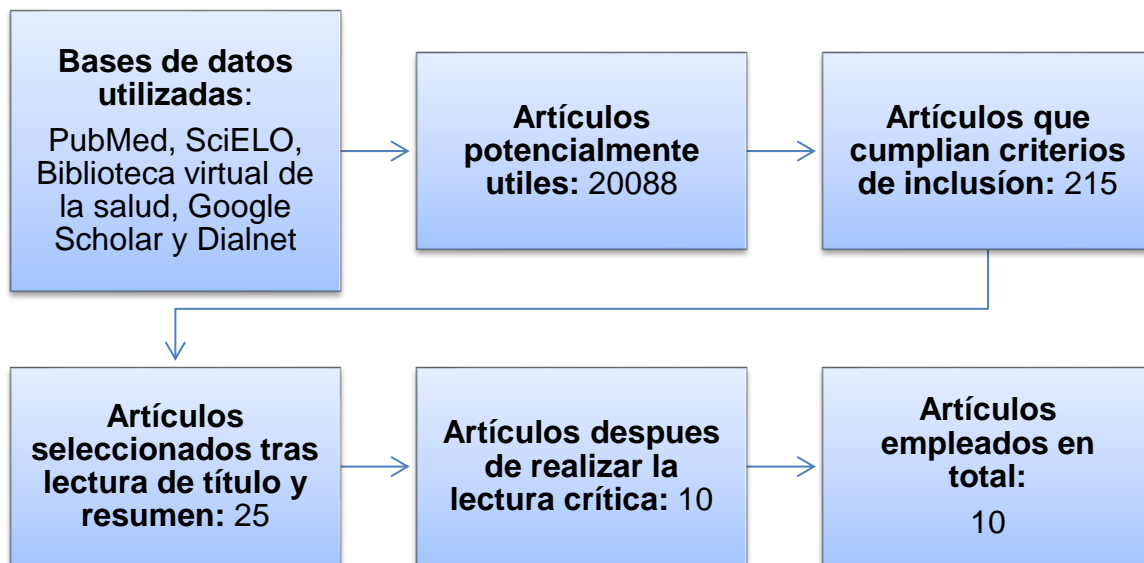 Bases de datos
utilizadas:
PubMed, SciELO,
Biblioteca virtual de
la salud, Google
Scholar y Dialnet
Artículos
potencialmente
utiles: 20088
Artículos que
cumplian criterios
de inclusíon: 215
Artículos
seleccionados tras
lectura de título y
resumen: 25
Artículos despues
de realizar la
lectura crítica: 10
Artículos
empleados en
total:
10